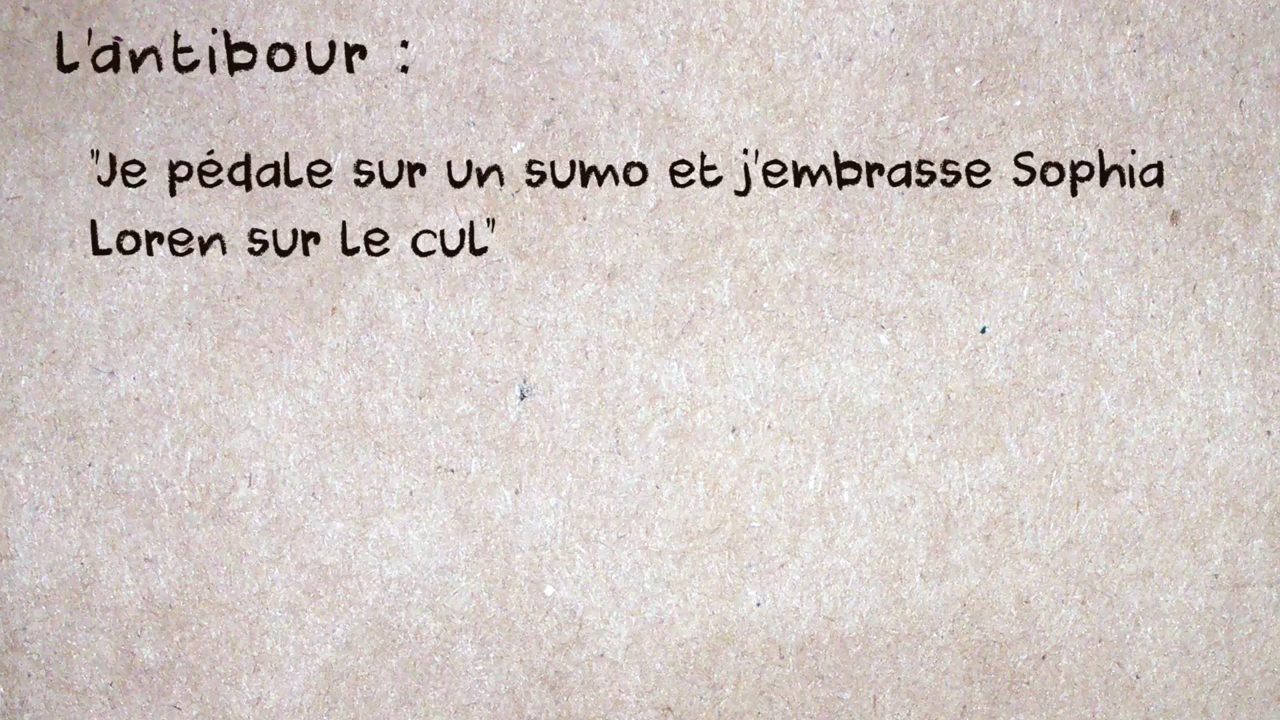 L'antibour :
"Je pédale sur un sumo et j'embrasse Sophia
Loren sur le cul"